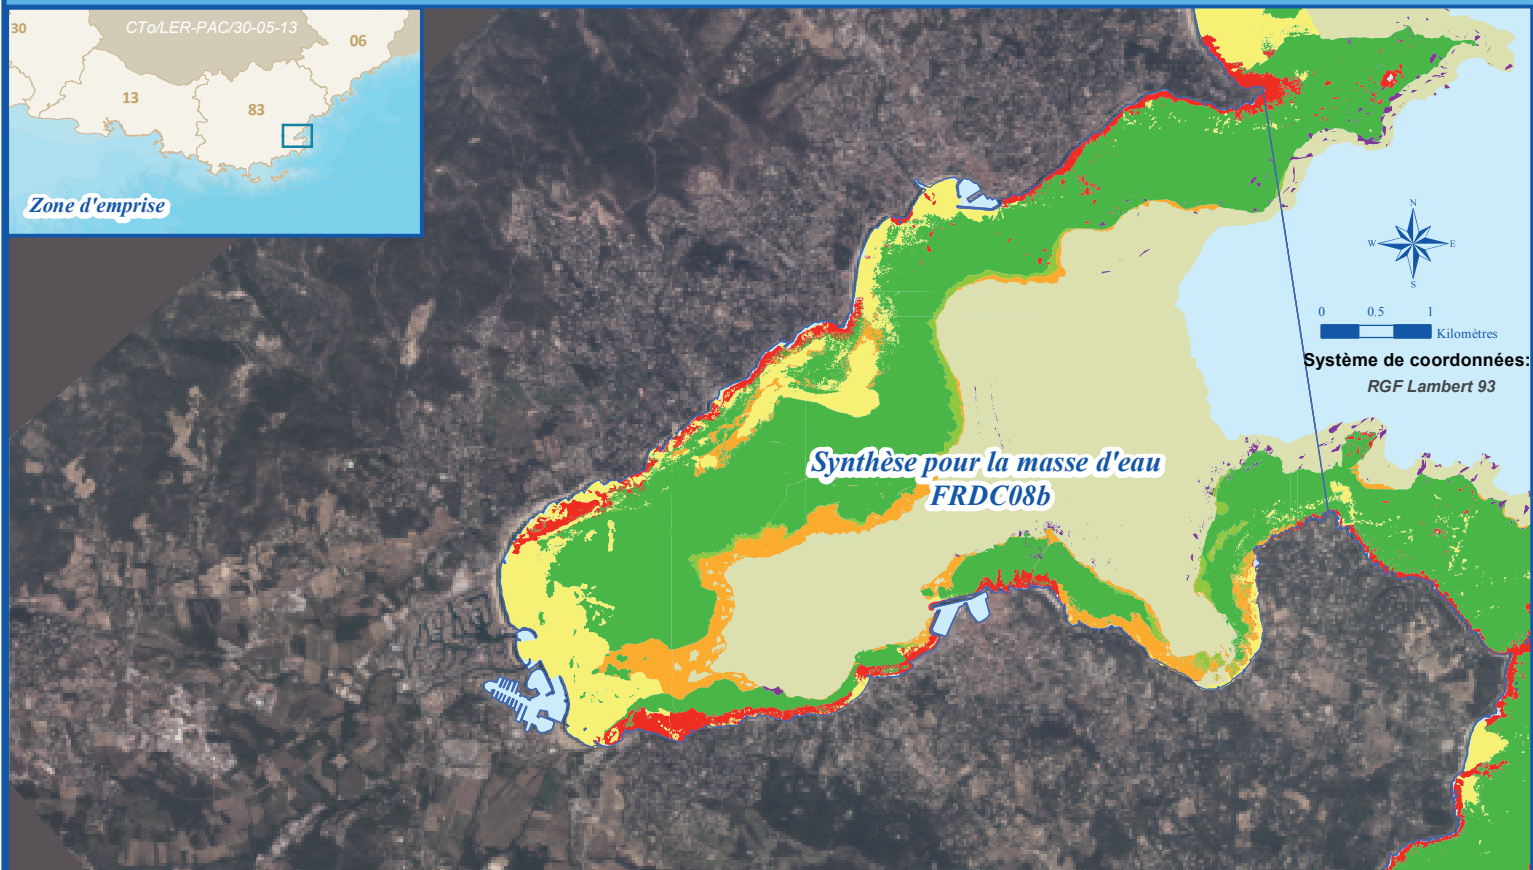 30
CTo/LER-PAC/30-05-13
06
13
83
Zone d'emprise
N
W
E
S
0 0.5 1
Kilomètres
Système de coordonnées:
RGF Lambert 93
Synthèse pour la masse d'eau
FRDC08b